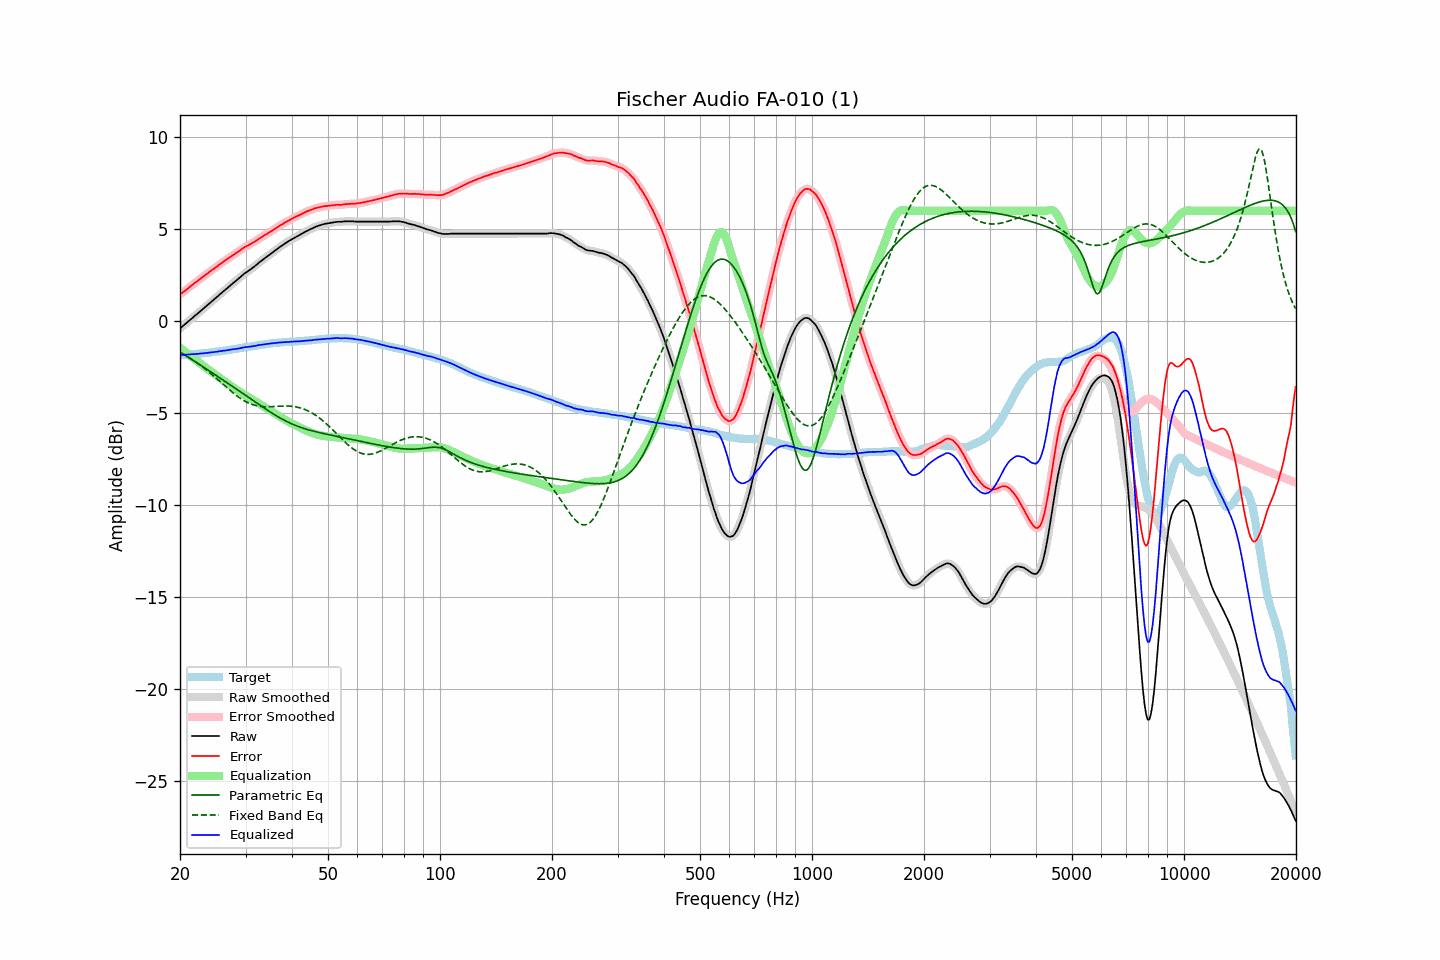 Fischer Audio FA-010 (1)
10
5
0
−5
−10
−15
−20
−25
Amplitude (dBr)
Target
Raw Smoothed
Error Smoothed
Raw
Error
Equalization
Parametric Eq
Fixed Band Eq
Equalized
20 50 100 200 500 1000 2000 5000 10000 20000
Frequency (Hz)